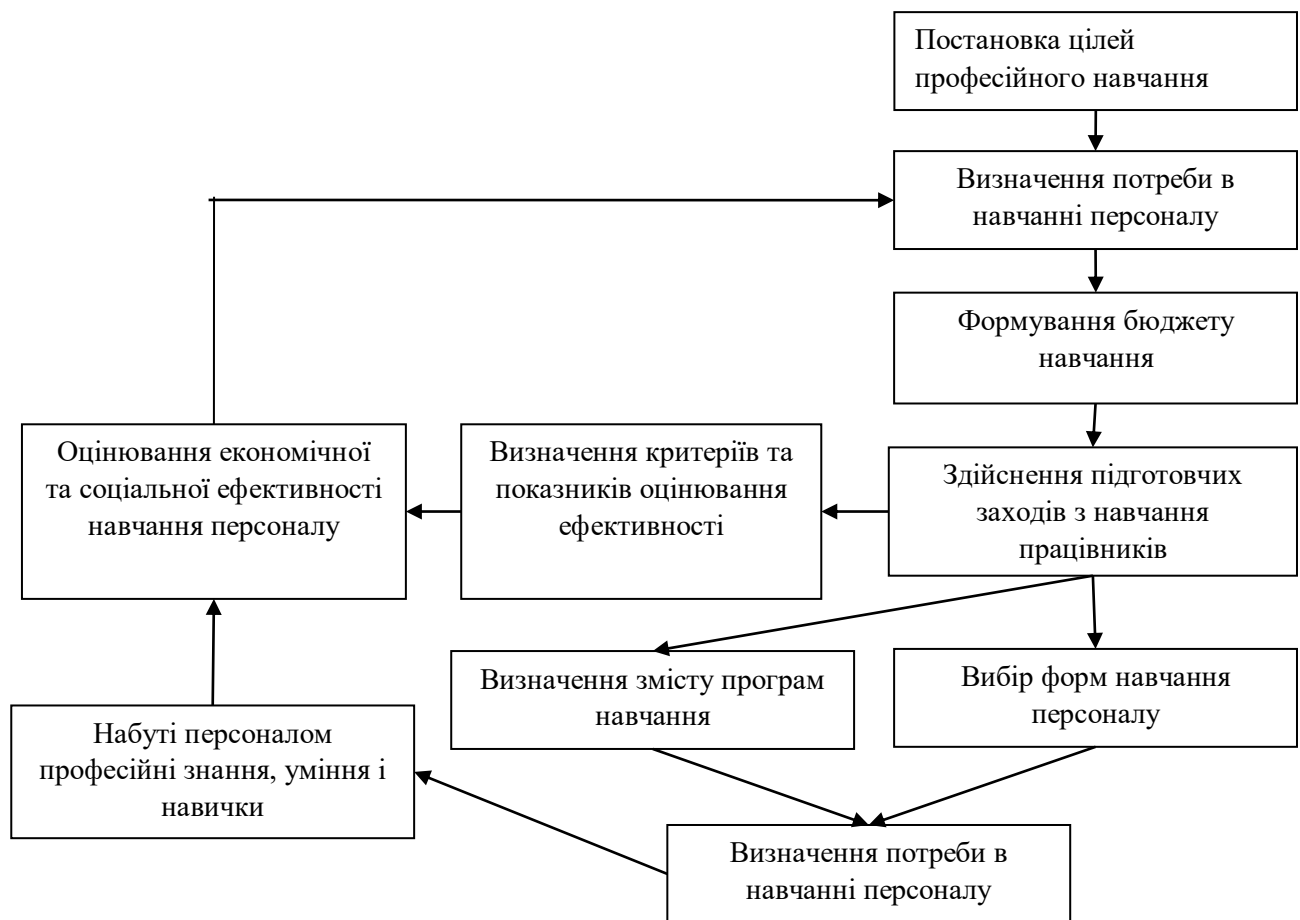 Постановка цілей
професійного навчання
Визначення потреби в
навчанні персоналу
Формування бюджету
навчання
Оцінювання економічної
та соціальної ефективності
навчання персоналу
Визначення критеріїв та
показників оцінювання
ефективності
Здійснення підготовчих
заходів з навчання
працівників
Визначення змісту програм
навчання
Вибір форм навчання
персоналу
Набуті персоналом
професійні знання, уміння і
навички
Визначення потреби в
навчанні персоналу